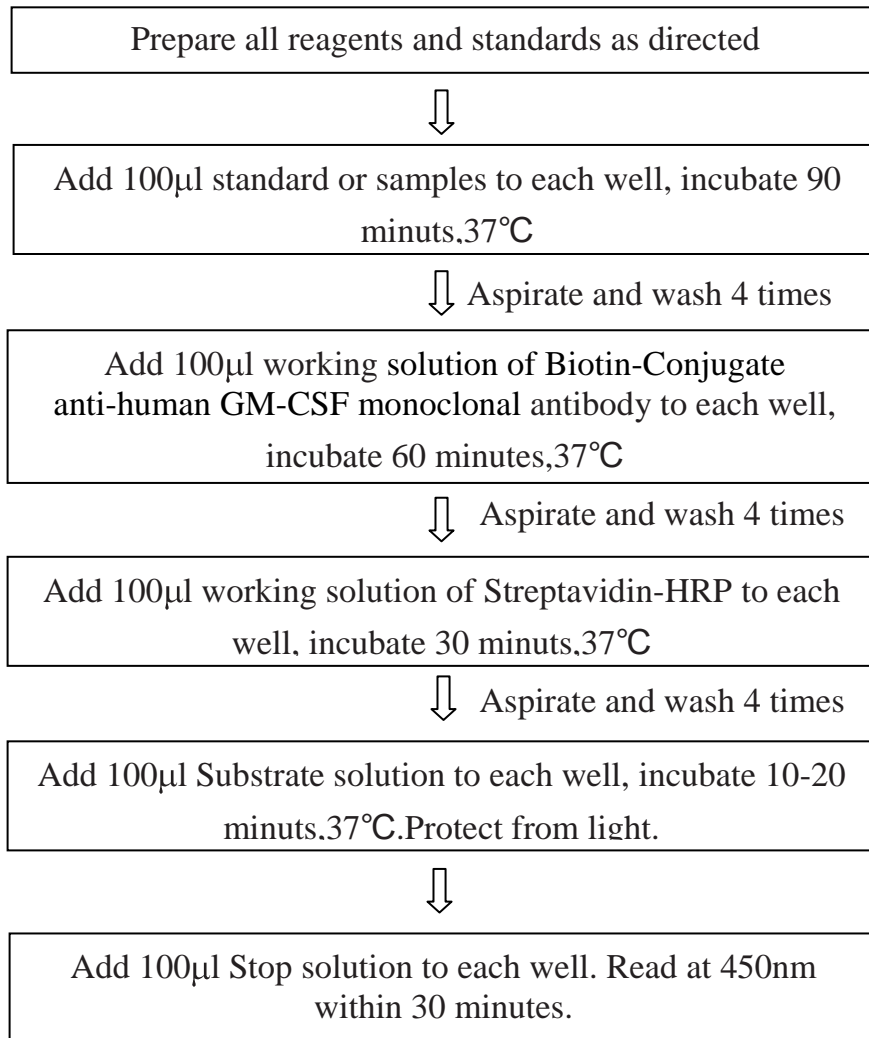 Prepare all reagents and standards as directed
Add 100μl standard or samples to each well, incubate 90
minuts,37℃
Aspirate and wash 4 times
Add 100μl working solution of Biotin-Conjugate
anti-human GM-CSF monoclonal antibody to each well,
incubate 60 minutes,37℃
Aspirate and wash 4 times
Add 100μl working solution of Streptavidin-HRP to each
well, incubate 30 minuts,37℃
Aspirate and wash 4 times
Add 100μl Substrate solution to each well, incubate 10-20
minuts,37℃.Protect from light.
Add 100μl Stop solution to each well. Read at 450nm
within 30 minutes.